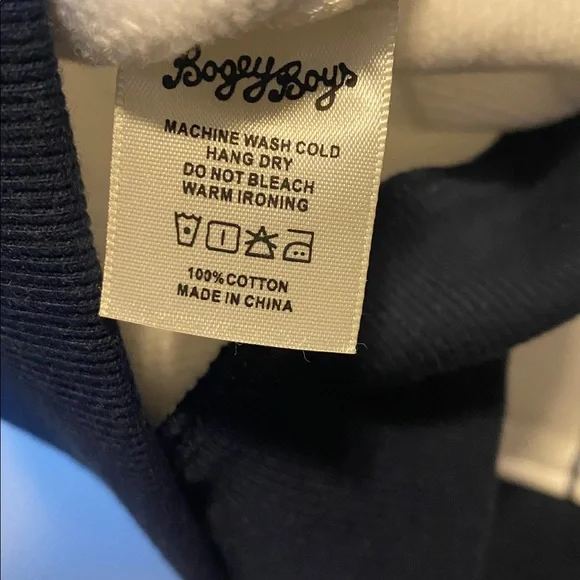 Bogey Boys
MACHINE WASH COLD
HANG DRY
DO NOT BLEACH
WARM IRONING
100% COTTON
MADE IN CHINA